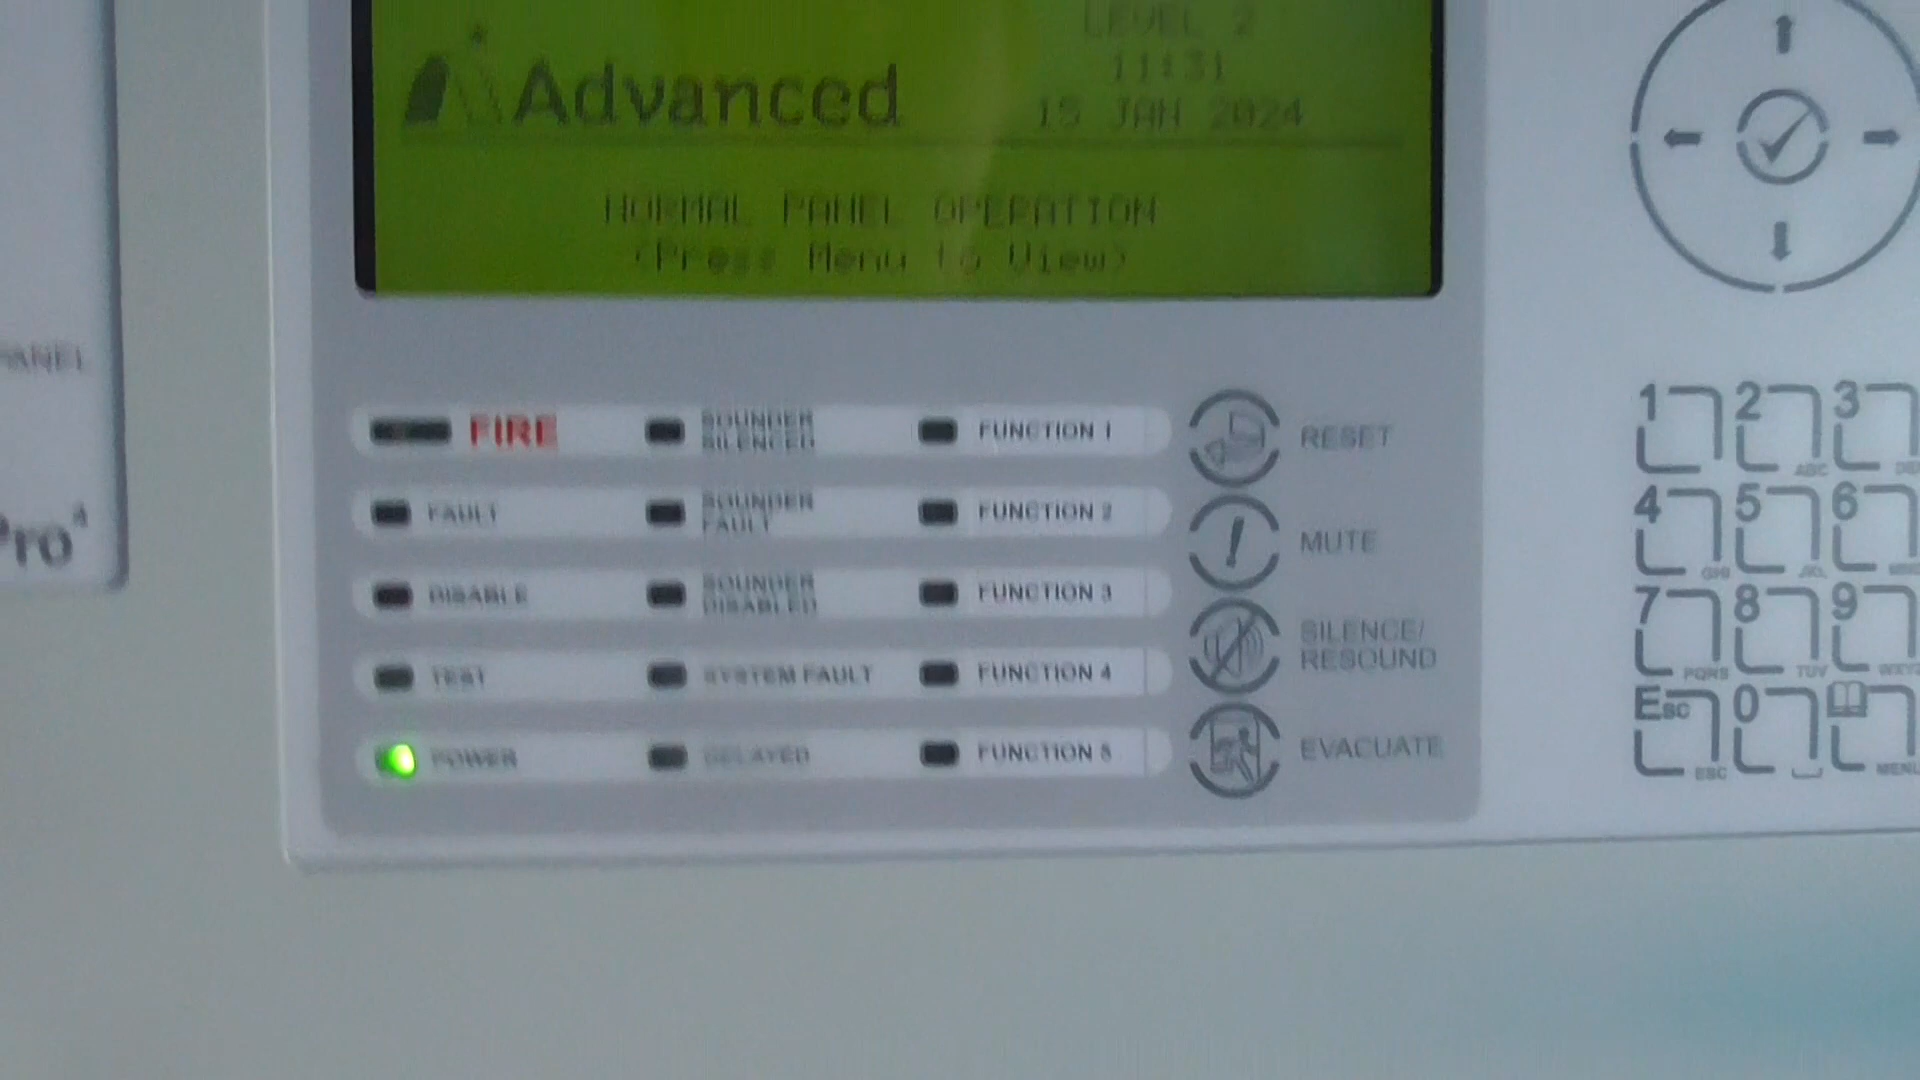 LEVEL 2
11:31
Advanced
15 JAN 2024
NORMAL PANEL OPERATION
(Press Menu to View)
PANEL
Pro
FIRE
SOUNDER
SILENCED
FUNCTION 1
RESET
FAULT
SOUNDER
FAULT
FUNCTION 2
MUTE
DISABLE
SOUNDER
DISABLED
FUNCTION 3
SILENCE/
RESOUND
TEST
SYSTEM FAULT
FUNCTION 4
POWER
DELAYED
FUNCTION 5
EVACUATE
1
2 ABC
3
4 GHI
5 JKL
6
7 PQRS
8 TUV
9
Esc ESC
0
MENU